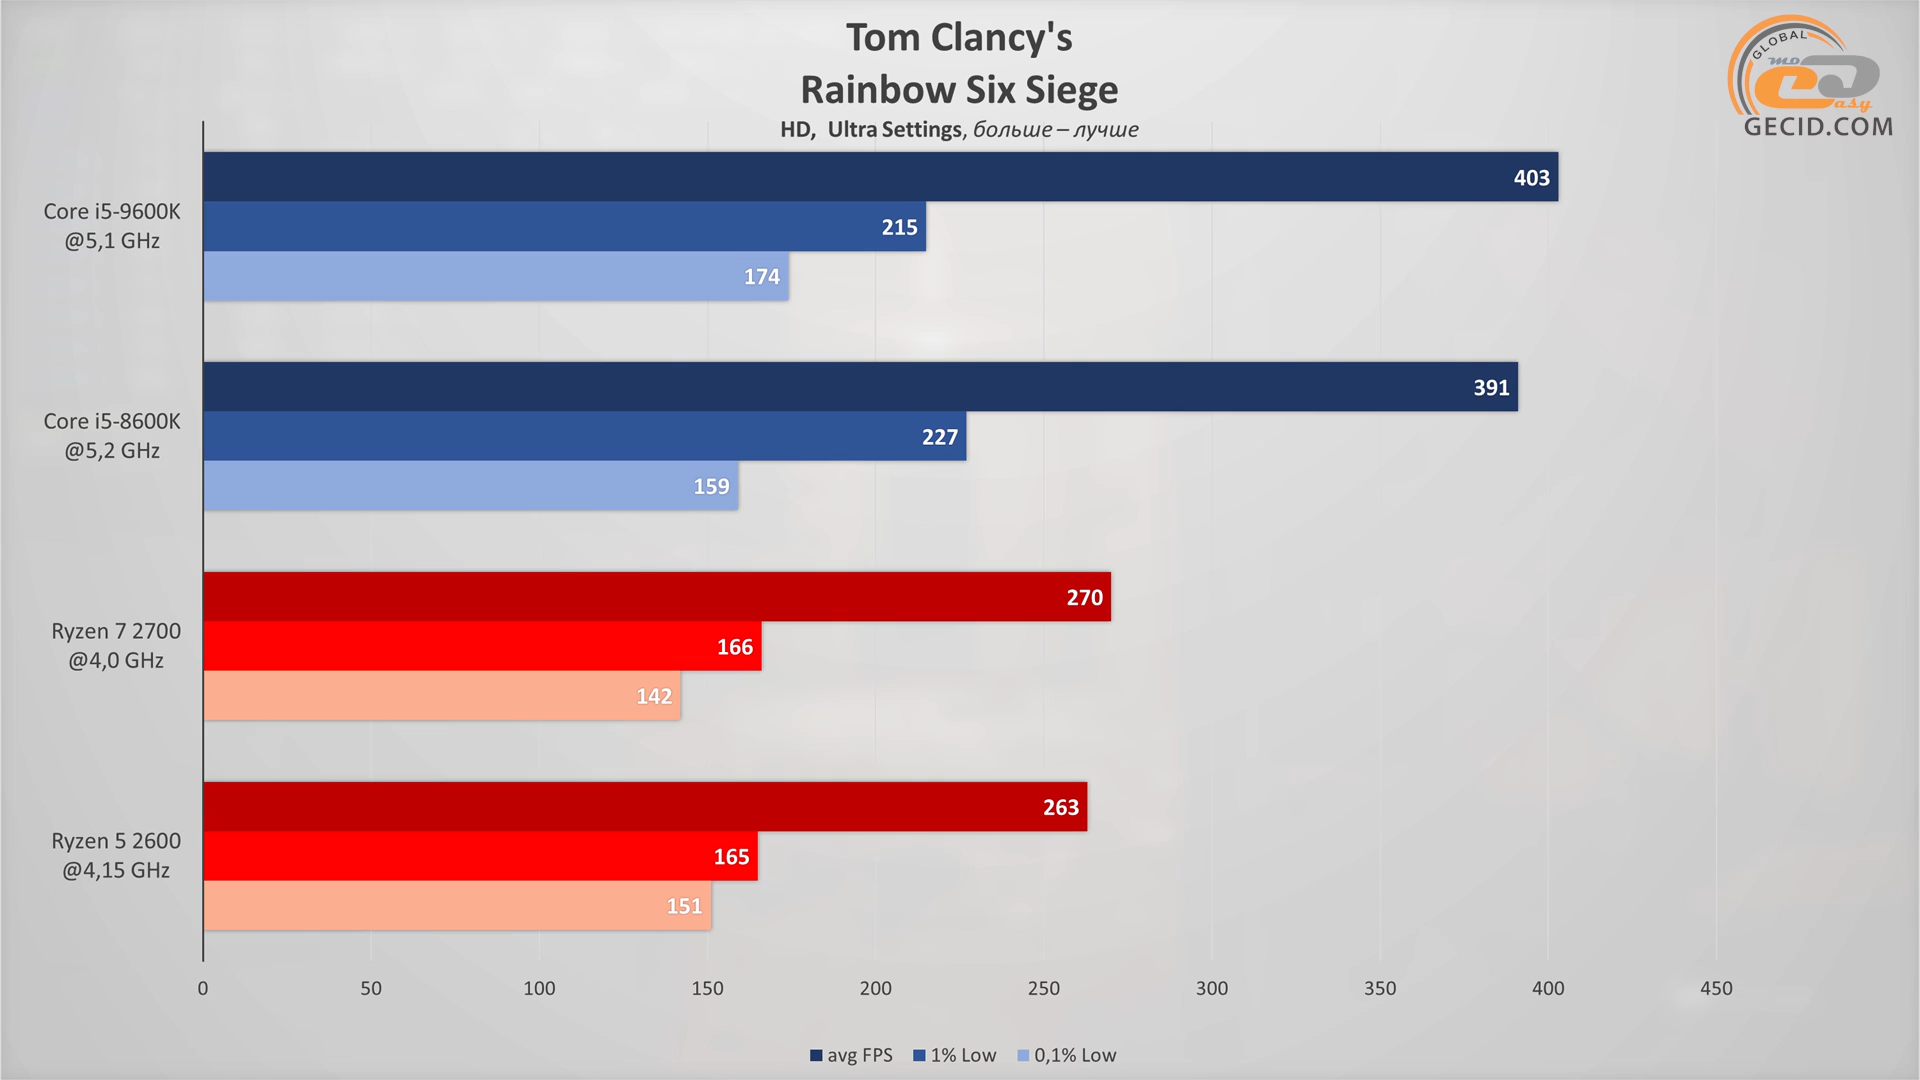 Tom Clancy's
Rainbow Six Siege
HD, Ultra Settings, больше – лучше
GLOBAL
mo
easy
GECID.COM
Core i5-9600K
@5,1 GHz
403
215
174
Core i5-8600K
@5,2 GHz
391
227
159
Ryzen 7 2700
@4,0 GHz
270
166
142
Ryzen 5 2600
@4,15 GHz
263
165
151
0 50 100 150 200 250 300 350 400 450
avg FPS 1% Low 0,1% Low